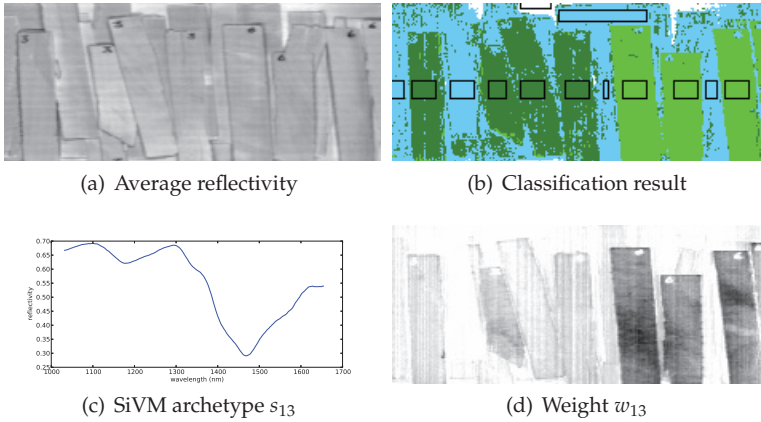 (a) Average reflectivity
(b) Classification result
0.70
0.65
0.60
0.55
0.50
0.45
0.40
0.35
0.30
0.25
reflectivity
1000 1100 1200 1300 1400 1500 1600 1700
wavelength (nm)
(c) SiVM archetype s13
(d) Weight w13